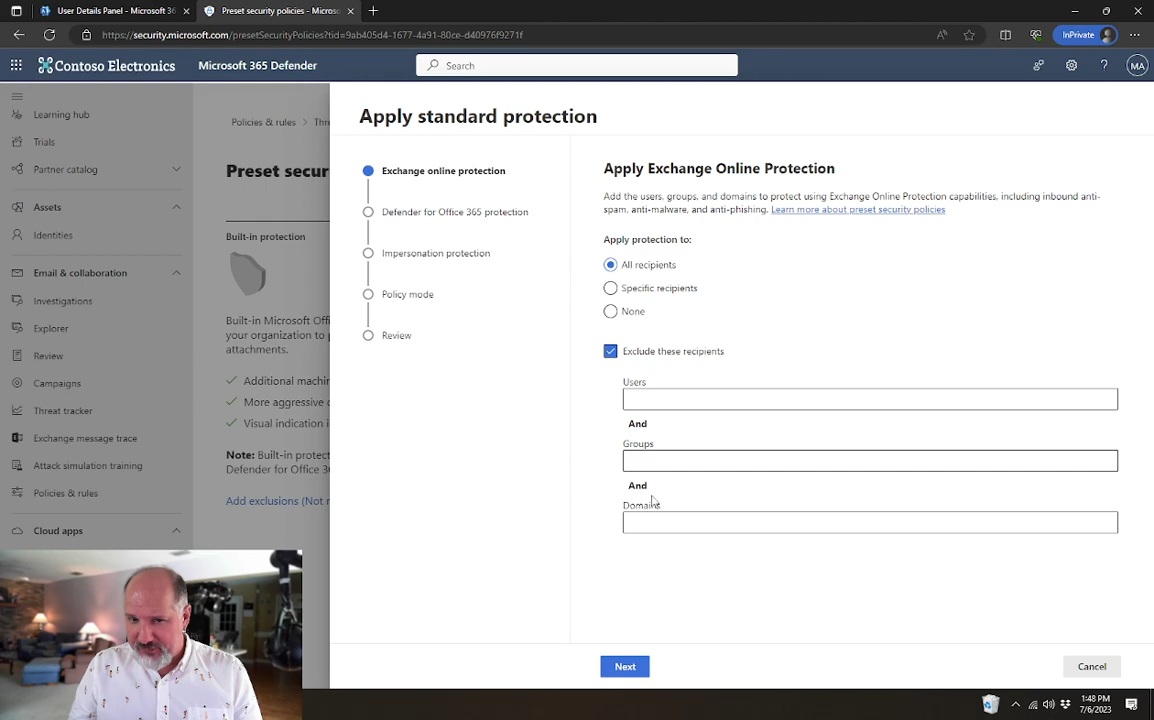 User Details Panel - Microsoft 36
Preset security policies - Microso
https://security.microsoft.com/presetSecurityPolicies?tid=9ab405d4-1677-4a91-80ce-d40976f9271f
InPrivate
Contoso Electronics
Microsoft 365 Defender
Search
MA
Learning hub
Trials
Partner catalog
Assets
Identities
Email & collaboration
Investigations
Explorer
Review
Campaigns
Threat tracker
Exchange message trace
Attack simulation training
Policies & rules
Cloud apps
Policies & rules > Thre
Preset secur
Built-in protection
Built-in Microsoft Offi
your organization to p
attachments.
Additional machin
More aggressive d
Visual indication i
Note: Built-in protect
Defender for Office 36
Add exclusions (Not r
Apply standard protection
Exchange online protection
Defender for Office 365 protection
Impersonation protection
Policy mode
Review
Apply Exchange Online Protection
Add the users, groups, and domains to protect using Exchange Online Protection capabilities, including inbound anti-
spam, anti-malware, and anti-phishing. Learn more about preset security policies
Apply protection to:
All recipients
Specific recipients
None
Exclude these recipients
Users
And
Groups
And
Domains
Next
Cancel
1:48 PM
7/6/2023